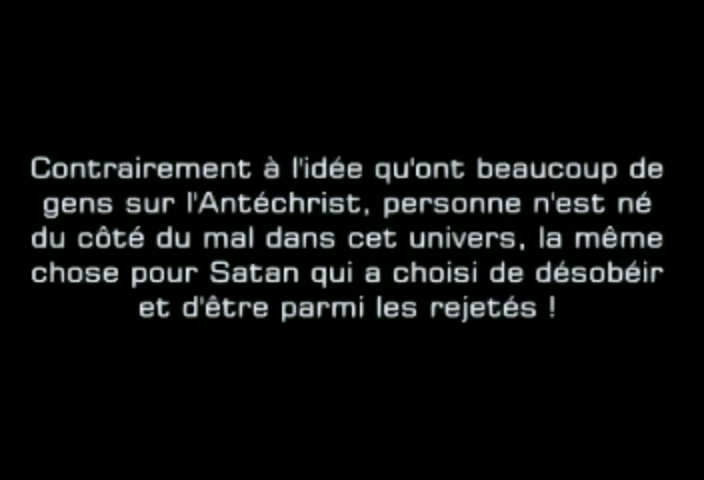 Contrairement à l'idée qu'ont beaucoup de
gens sur l'Antéchrist, personne n'est né
du côté du mal dans cet univers, la même
chose pour Satan qui a choisi de désobéir
et d'être parmi les rejetés !